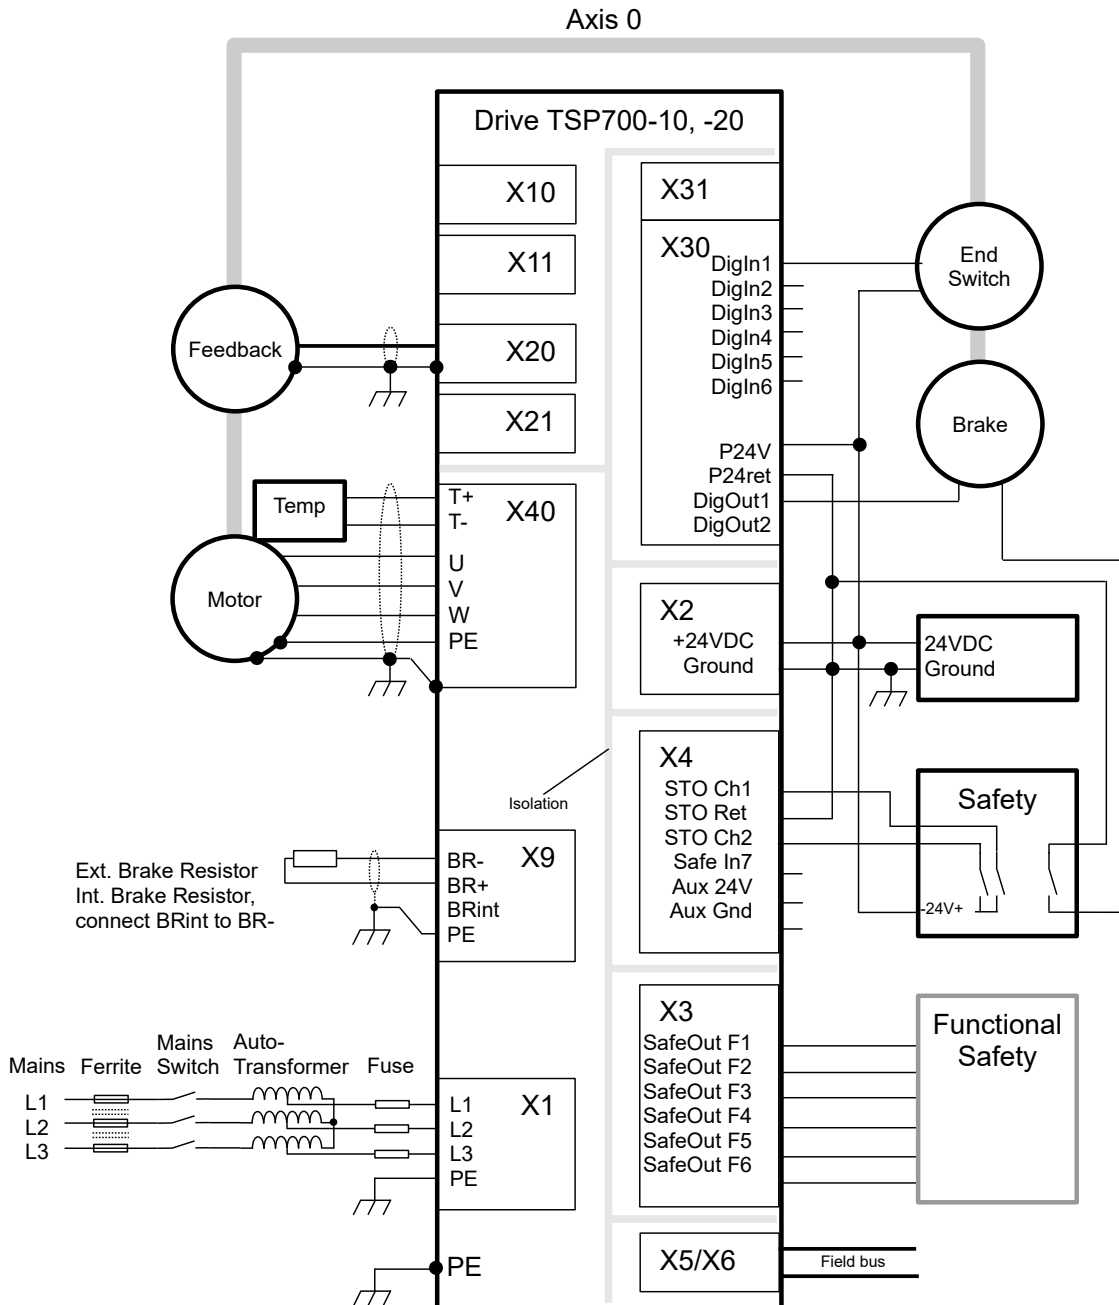 Axis 0
Drive TSP700-10, -20
X10
X11
Feedback
X20
X21
Temp
Motor
T+
T-
U
V
W
PE
X40
X31
X30
DigIn1
DigIn2
DigIn3
DigIn4
DigIn5
DigIn6
P24V
P24ret
DigOut1
DigOut2
End
Switch
Brake
X2
+24VDC
Ground
24VDC
Ground
Isolation
X4
STO Ch1
STO Ret
STO Ch2
Safe In7
Aux 24V
Aux Gnd
Safety
-24V+
Ext. Brake Resistor
Int. Brake Resistor,
connect BRint to BR-
BR-
BR+
BRint
PE
X9
X3
SafeOut F1
SafeOut F2
SafeOut F3
SafeOut F4
SafeOut F5
SafeOut F6
Functional
Safety
Mains
Ferrite
Mains
Switch
Auto-
Transformer
Fuse
L1
L2
L3
L1
L2
L3
PE
X1
PE
X5/X6
Field bus